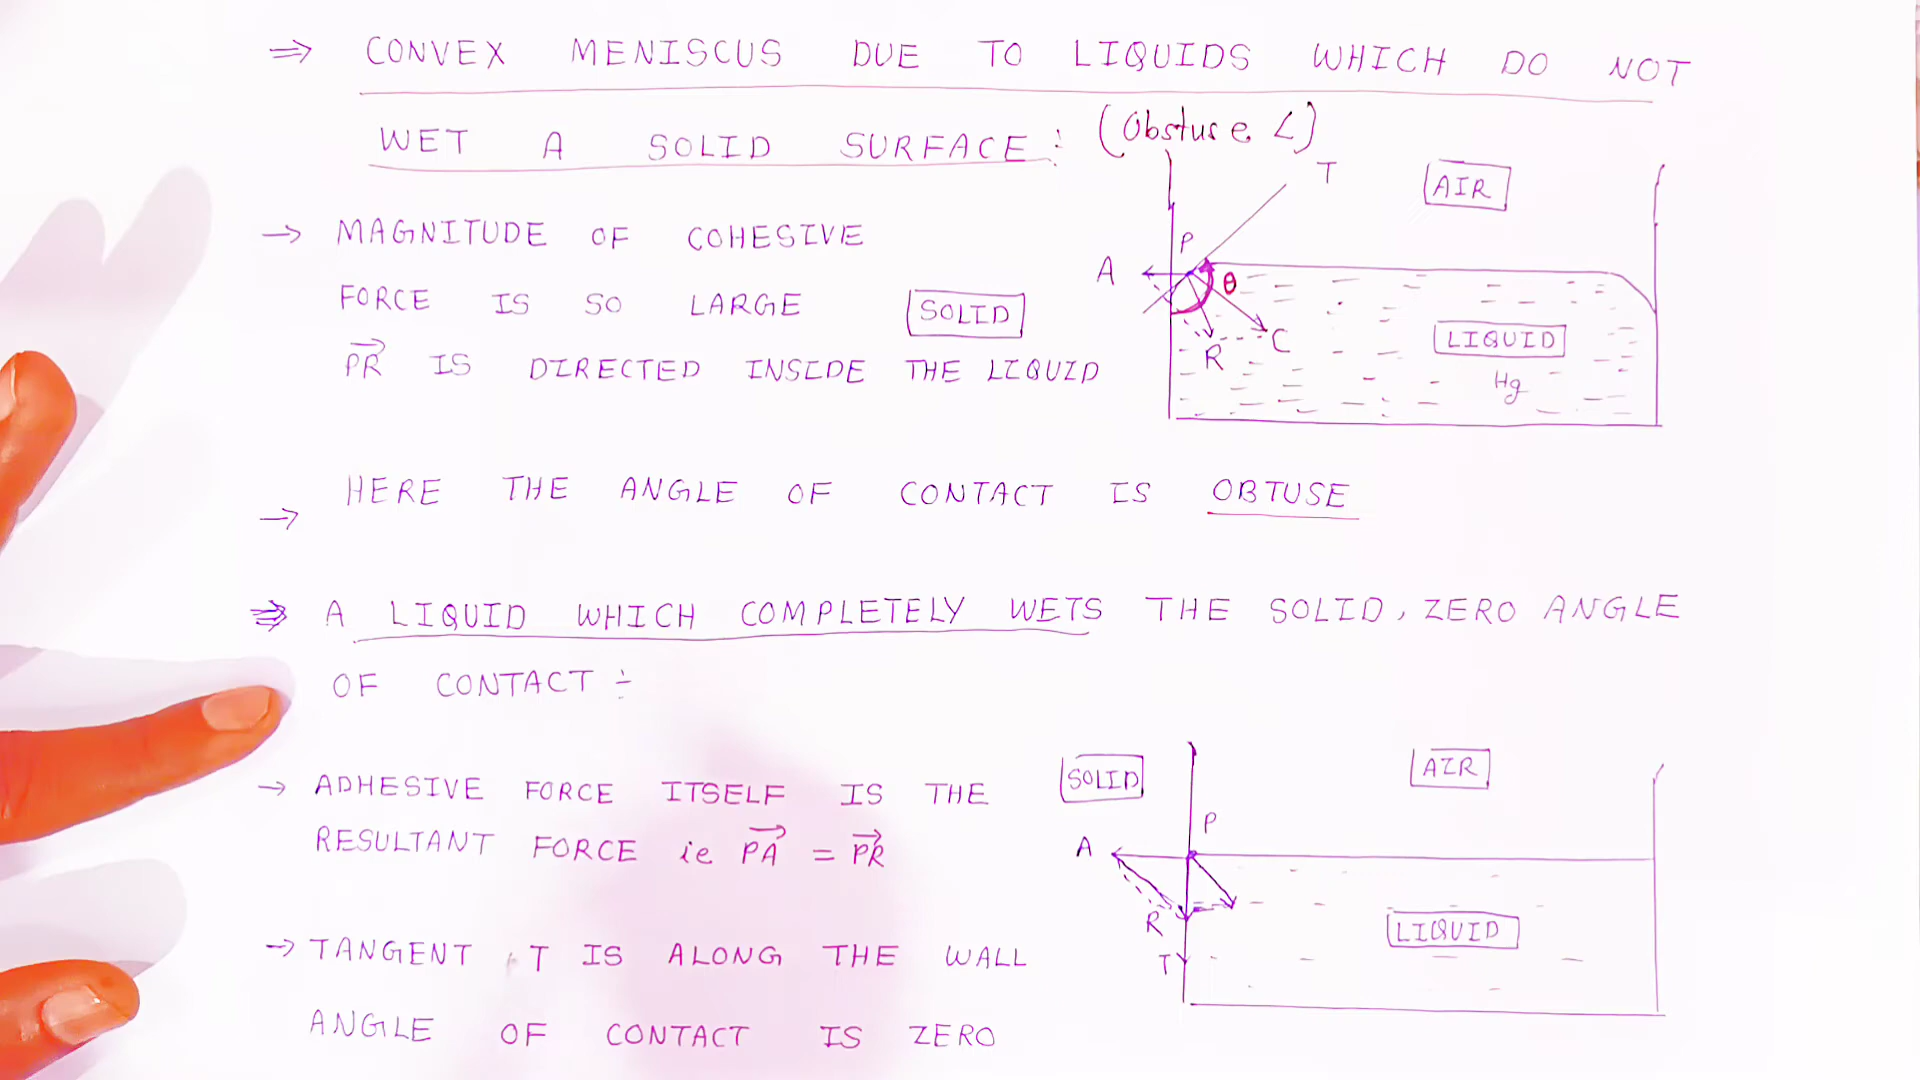 ⇒ CONVEX MENISCUS DUE TO LIQUIDS WHICH DO NOT
WET A SOLID SURFACE : (Obstuse ∠)
T
AIR
→ MAGNITUDE OF COHESIVE
P
A
θ
FORCE IS SO LARGE
SOLID
LIQUID
C
R
PR IS DIRECTED INSIDE THE LIQUID
Hg
→ HERE THE ANGLE OF CONTACT IS OBTUSE
⇒ A LIQUID WHICH COMPLETELY WETS THE SOLID, ZERO ANGLE
OF CONTACT ÷
SOLID
AIR
→ ADHESIVE FORCE ITSELF IS THE
P
RESULTANT FORCE ie PA = PR
A
R
LIQUID
→ TANGENT T IS ALONG THE WALL
T
ANGLE OF CONTACT IS ZERO